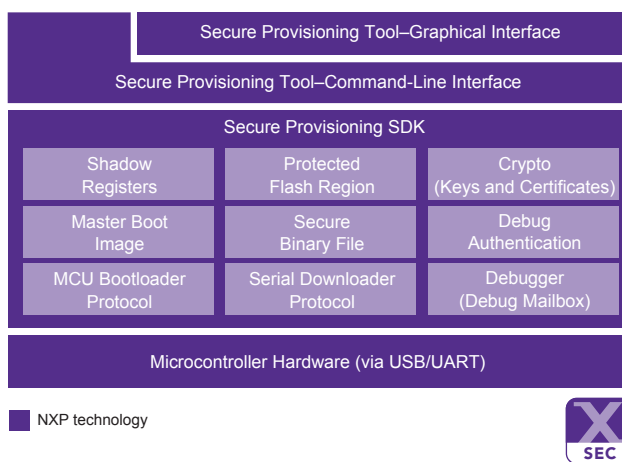 Secure Provisioning Tool–Graphical Interface
Secure Provisioning Tool–Command-Line Interface
Secure Provisioning SDK
Shadow
Registers
Protected
Flash Region
Crypto
(Keys and Certificates)
Master Boot
Image
Secure
Binary File
Debug
Authentication
MCU Bootloader
Protocol
Serial Downloader
Protocol
Debugger
(Debug Mailbox)
Microcontroller Hardware (via USB/UART)
NXP technology
X
SEC